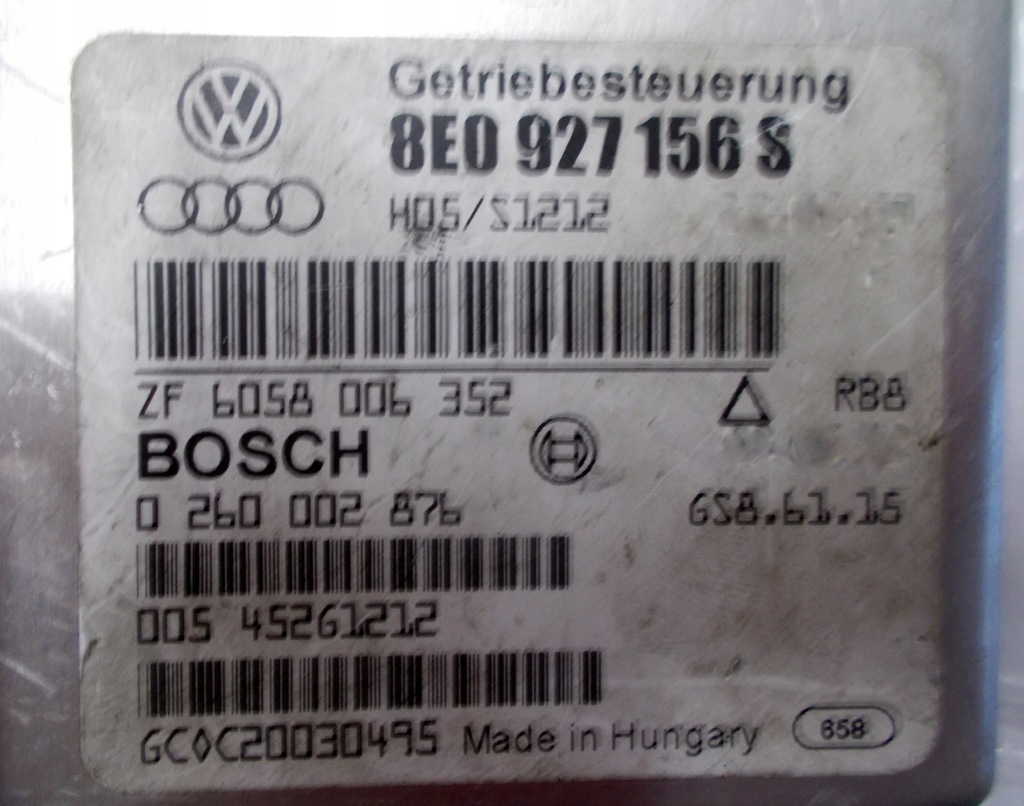 Getriebesteuerung
8E0 927 156 S
H05/S1212
ZF 6058 006 352
RB8
BOSCH
0 260 002 876
GS8.61.15
005 45261212
GC◊C20030495 Made in Hungary
658